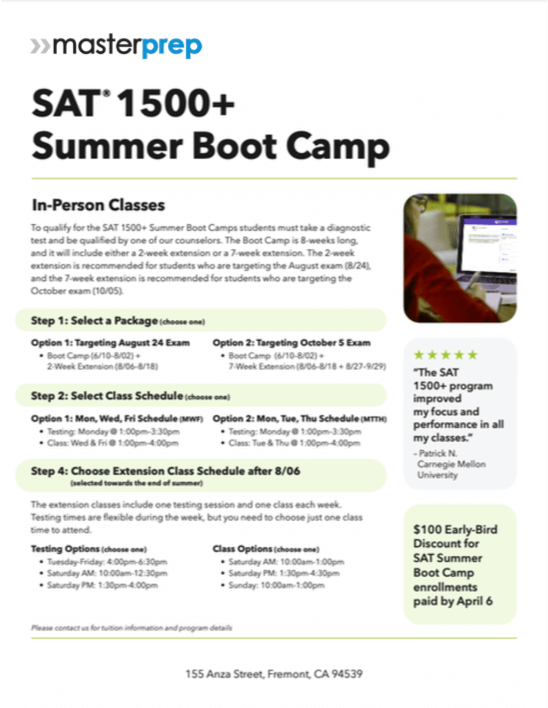 masterprep
SAT® 1500+
Summer Boot Camp
In-Person Classes
To qualify for the SAT 1500+ Summer Boot Camps students must take a diagnostic
test and be qualified by one of our counselors. The Boot Camp is 8-weeks long,
and it will include either a 2-week extension or a 7-week extension. The 2-week
extension is recommended for students who are targeting the August exam (8/24),
and the 7-week extension is recommended for students who are targeting the
October exam (10/05).
Step 1: Select a Package (choose one)
Option 1: Targeting August 24 Exam
• Boot Camp (6/10-8/02) +
2-Week Extension (8/06-8/18)
Option 2: Targeting October 5 Exam
• Boot Camp (6/10-8/02) +
7-Week Extension (8/06-8/18 + 8/27-9/29)
Step 2: Select Class Schedule (choose one)
Option 1: Mon, Wed, Fri Schedule (MWF)
• Testing: Monday @ 1:00pm-3:30pm
• Class: Wed & Fri @ 1:00pm-4:00pm
Option 2: Mon, Tue, Thu Schedule (MTTH)
• Testing: Monday @ 1:00pm-3:30pm
• Class: Tue & Thu @ 1:00pm-4:00pm
Step 4: Choose Extension Class Schedule after 8/06
(selected towards the end of summer)
The extension classes include one testing session and one class each week.
Testing times are flexible during the week, but you need to choose just one class
time to attend.
Testing Options (choose one)
• Tuesday-Friday: 4:00pm-6:30pm
• Saturday AM: 10:00am-12:30pm
• Saturday PM: 1:30pm-4:00pm
Class Options (choose one)
• Saturday AM: 10:00am-1:00pm
• Saturday PM: 1:30pm-4:30pm
• Sunday: 10:00am-1:00pm
Please contact us for tuition information and program details
"The SAT
1500+ program
improved
my focus and
performance in all
my classes."
- Patrick N.
Carnegie Mellon
University
$100 Early-Bird
Discount for
SAT Summer
Boot Camp
enrollments
paid by April 6
155 Anza Street, Fremont, CA 94539